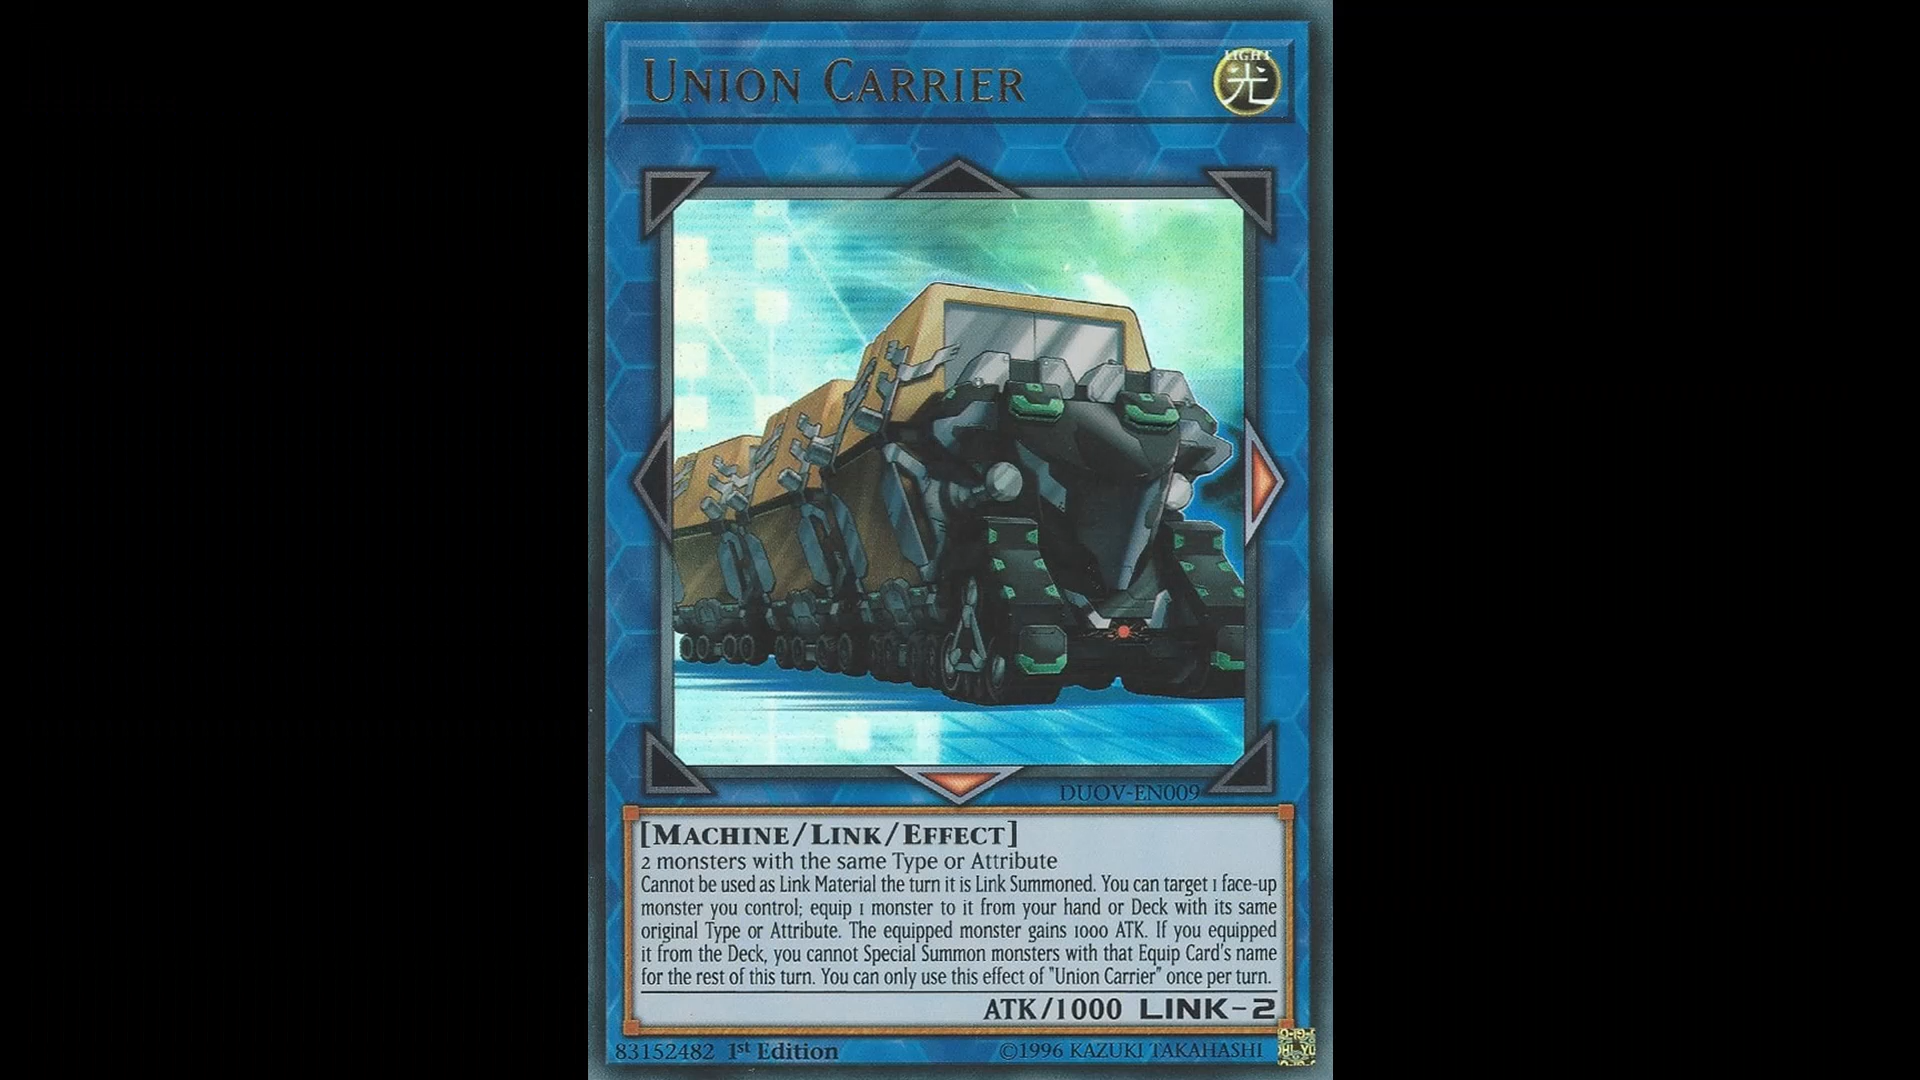 UNION CARRIER
LIGHT
光
DUOV-EN009
[MACHINE/LINK/EFFECT]
2 monsters with the same Type or Attribute
Cannot be used as Link Material the turn it is Link Summoned. You can target 1 face-up
monster you control; equip 1 monster to it from your hand or Deck with its same
original Type or Attribute. The equipped monster gains 1000 ATK. If you equipped
it from the Deck, you cannot Special Summon monsters with that Equip Card's name
for the rest of this turn. You can only use this effect of "Union Carrier" once per turn.
ATK/1000 LINK-2
83152482 1st Edition ©1996 KAZUKI TAKAHASHI